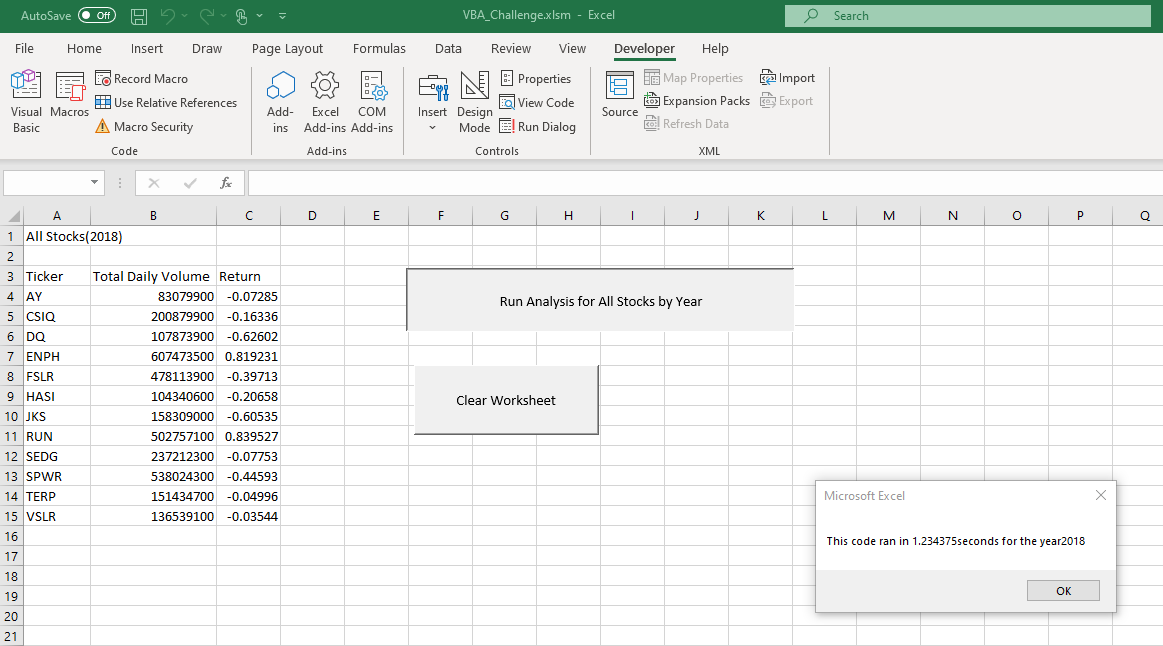 AutoSave Off VBA_Challenge.xlsm - Excel Search
File Home Insert Draw Page Layout Formulas Data Review View Developer Help
Visual Basic
Macros
Record Macro
Use Relative References
Macro Security
Code
Add-ins
Excel Add-ins
COM Add-ins
Add-ins
Insert
Design Mode
Properties
View Code
Run Dialog
Controls
Source
Map Properties
Expansion Packs
Refresh Data
Import
Export
XML
fx
A B C D E F G H I J K L M N O P Q
1 All Stocks(2018)
2
3 Ticker Total Daily Volume Return
4 AY 83079900 -0.07285
5 CSIQ 200879900 -0.16336
6 DQ 107873900 -0.62602
7 ENPH 607473500 0.819231
8 FSLR 478113900 -0.39713
9 HASI 104340600 -0.20658
10 JKS 158309000 -0.60535
11 RUN 502757100 0.839527
12 SEDG 237212300 -0.07753
13 SPWR 538024300 -0.44593
14 TERP 151434700 -0.04996
15 VSLR 136539100 -0.03544
16
17
18
19
20
21
Run Analysis for All Stocks by Year
Clear Worksheet
Microsoft Excel
This code ran in 1.234375seconds for the year2018
OK